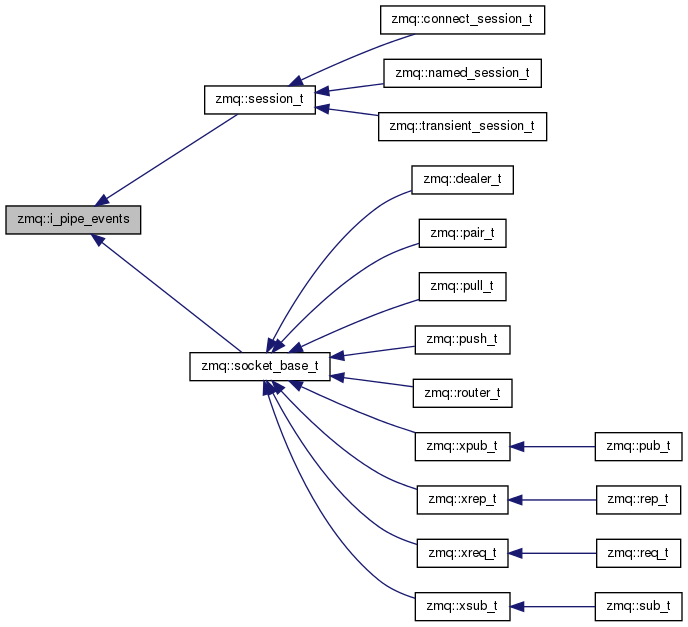 zmq::connect_session_t
zmq::named_session_t
zmq::session_t
zmq::transient_session_t
zmq::dealer_t
zmq::i_pipe_events
zmq::pair_t
zmq::pull_t
zmq::push_t
zmq::socket_base_t
zmq::router_t
zmq::xpub_t
zmq::pub_t
zmq::xrep_t
zmq::rep_t
zmq::xreq_t
zmq::req_t
zmq::xsub_t
zmq::sub_t